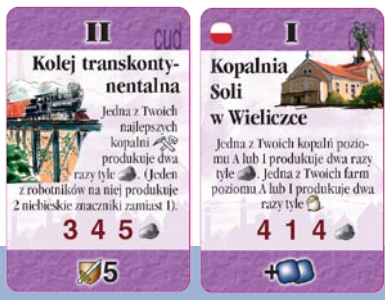 II
cud
Kolej transkonty-
nentalna
Jedna z Twoich
najlepszych
kopalni
produkuje dwa
razy tyle . (Jeden
z robotników na niej produkuje
2 niebieskie znaczniki zamiast 1).
3 4 5
5
I
Kopalnia
Soli
w Wieliczce
Jedna z Twoich kopalń pozio-
mu A lub I produkuje dwa razy
tyle . Jedna z Twoich farm
poziomu A lub I produkuje dwa
razy tyle .
4 1 4
+